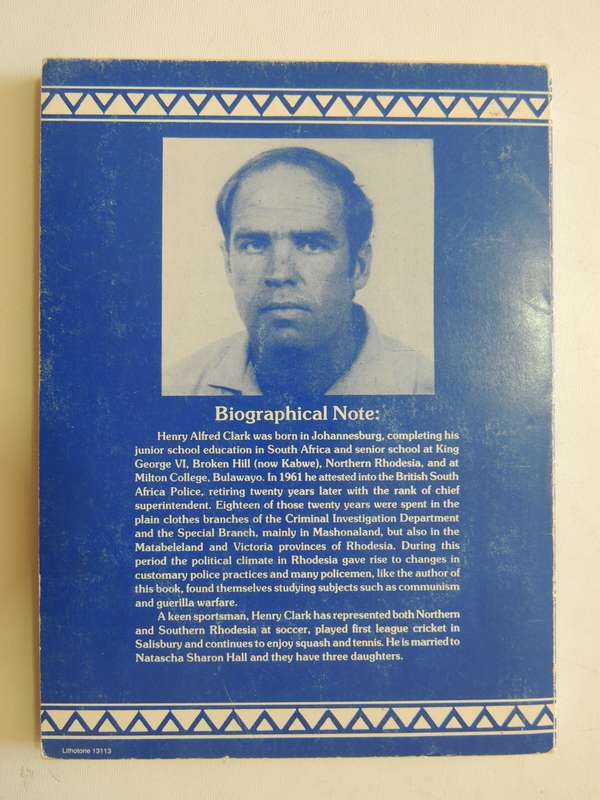 Biographical Note:
Henry Alfred Clark was born in Johannesburg, completing his
junior school education in South Africa and senior school at King
George VI, Broken Hill (now Kabwe), Northern Rhodesia, and at
Milton College, Bulawayo. In 1961 he attested into the British South
Africa Police, retiring twenty years later with the rank of chief
superintendent. Eighteen of those twenty years were spent in the
plain clothes branches of the Criminal Investigation Department
and the Special Branch, mainly in Mashonaland, but also in the
Matabeleland and Victoria provinces of Rhodesia. During this
period the political climate in Rhodesia gave rise to changes in
customary police practices and many policemen, like the author of
this book, found themselves studying subjects such as communism
and guerilla warfare.
A keen sportsman, Henry Clark has represented both Northern
and Southern Rhodesia at soccer, played first league cricket in
Salisbury and continues to enjoy squash and tennis. He is married to
Natascha Sharon Hall and they have three daughters.
Lithotone 13113